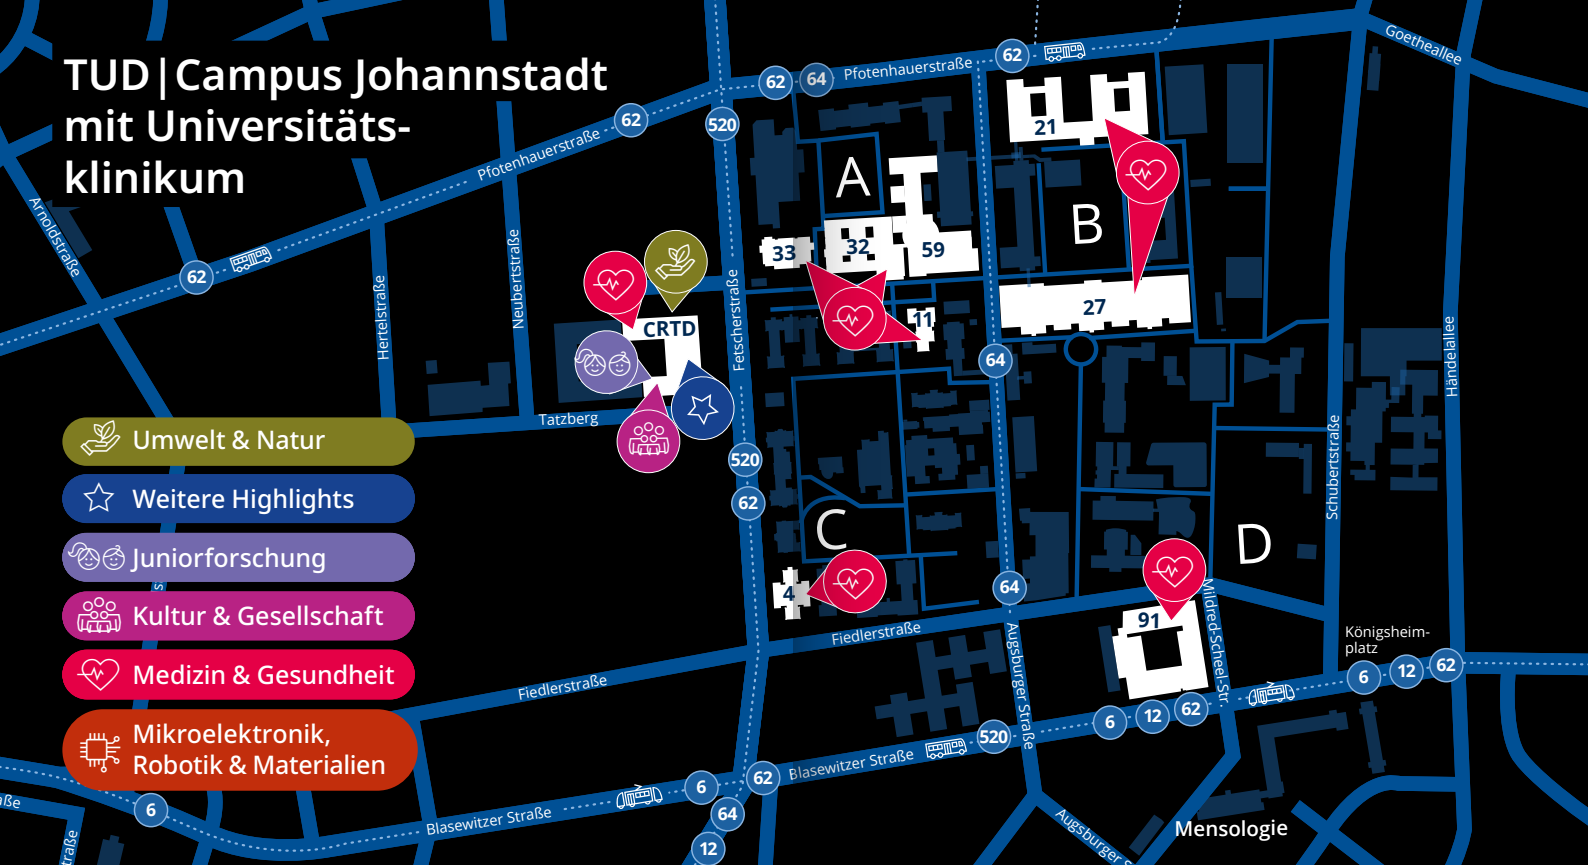 TUD|Campus Johannstadt
mit Universitäts-
klinikum
Pfotenhauerstraße
62
64
62
Goetheallee
62
520
Pfotenhauerstraße
21
A
B
Arnoldstraße
62
Hertelstraße
Neubertstraße
Fetscherstraße
33
32
59
27
11
CRTD
64
Händelallee
Schubertstraße
Tatzberg
520
62
C
D
4
64
91
Mildred-Scheel-Str.
Fiedlerstraße
Fiedlerstraße
Augsburger Straße
Königsheim-
platz
6
12
62
6
12
62
520
Blasewitzer Straße
62
6
64
12
Blasewitzer Straße
6
Augsburger S
Mensologie
aße
traße
Umwelt & Natur
Weitere Highlights
Juniorforschung
Kultur & Gesellschaft
Medizin & Gesundheit
Mikroelektronik,
Robotik & Materialien